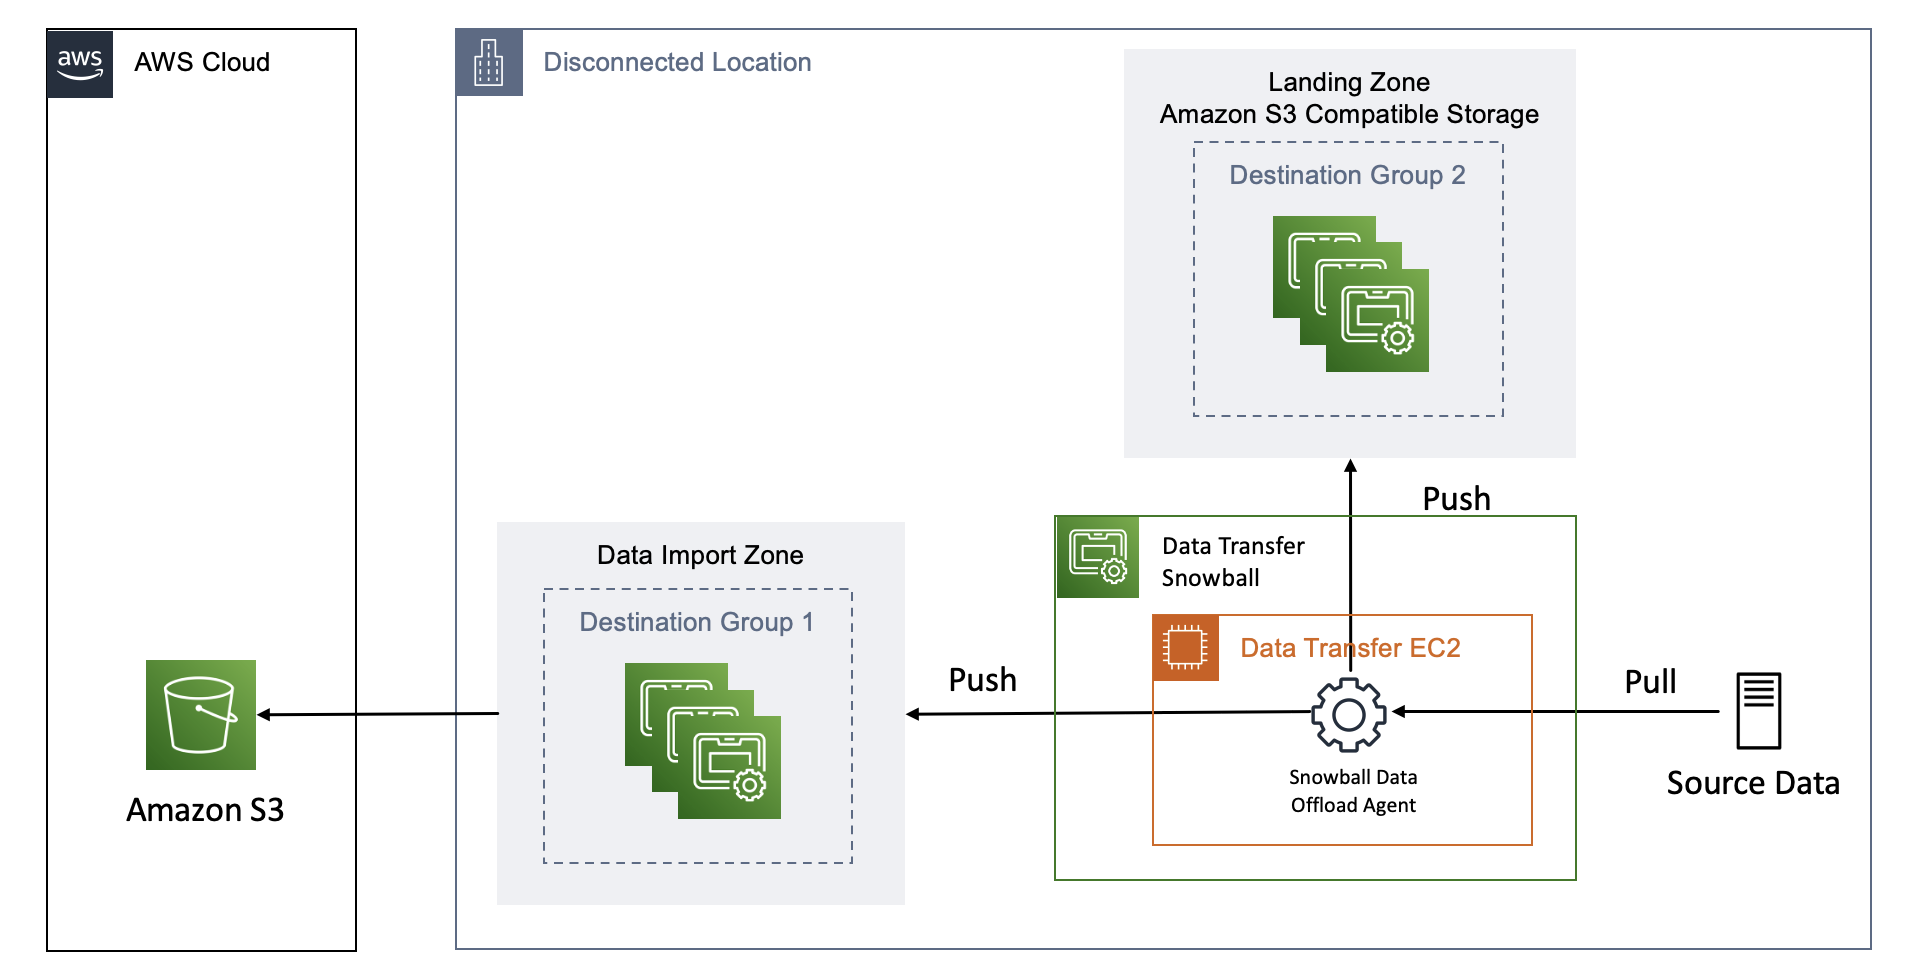 aws
AWS Cloud
Disconnected Location
Landing Zone
Amazon S3 Compatible Storage
Destination Group 2
Push
Data Import Zone
Destination Group 1
Data Transfer
Snowball
Data Transfer EC2
Push
Pull
Snowball Data
Offload Agent
Source Data
Amazon S3